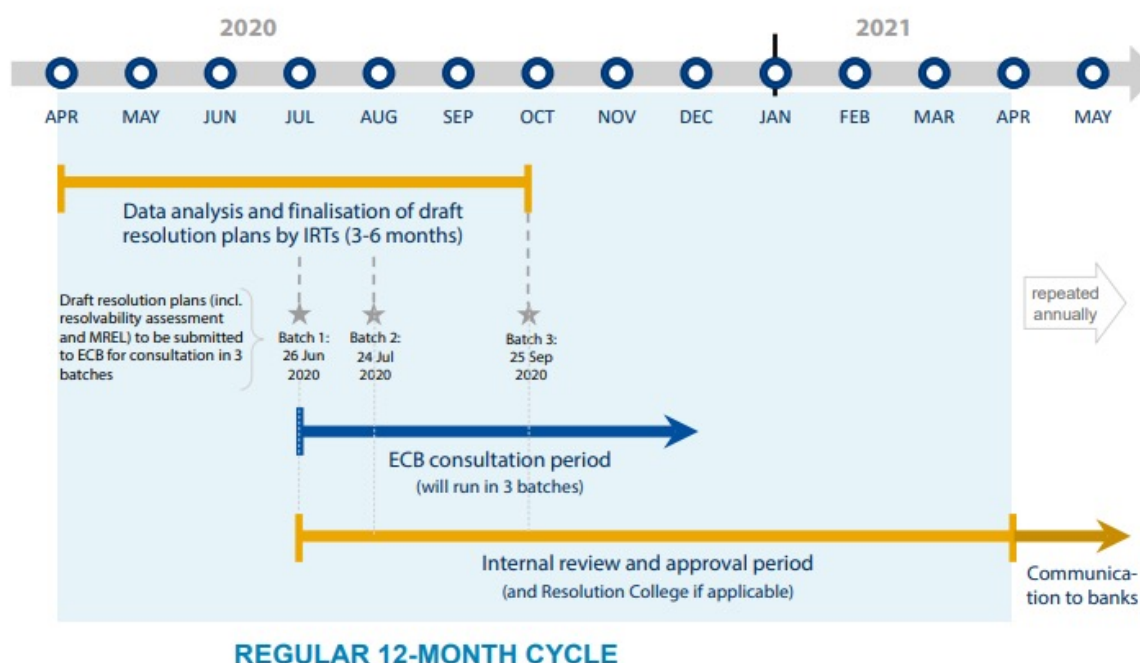 2020
2021
APR MAY JUN JUL AUG SEP OCT NOV DEC JAN FEB MAR APR MAY
Data analysis and finalisation of draft
resolution plans by IRTs (3-6 months)
Draft resolution plans (incl.
resolvability assessment
and MREL) to be submitted
to ECB for consultation in 3
batches
Batch 1:
26 Jun
2020
Batch 2:
24 Jul
2020
Batch 3:
25 Sep
2020
repeated
annually
ECB consultation period
(will run in 3 batches)
Internal review and approval period
(and Resolution College if applicable)
Communica-
tion to banks
REGULAR 12-MONTH CYCLE